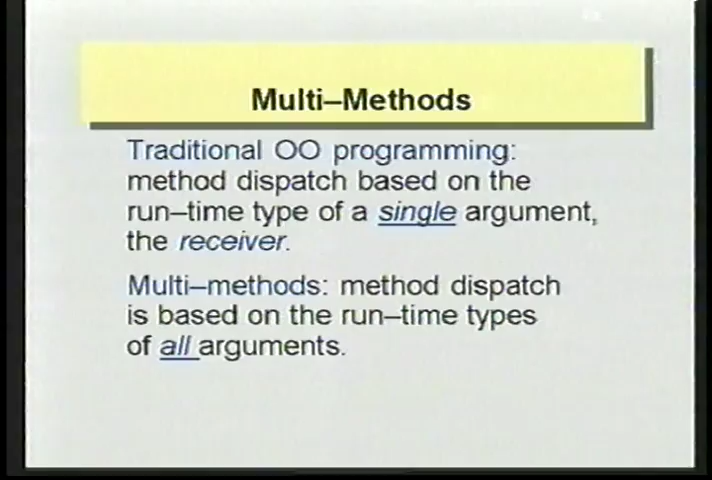 Multi–Methods
Traditional OO programming:
method dispatch based on the
run–time type of a single argument,
the receiver.
Multi–methods: method dispatch
is based on the run–time types
of all arguments.